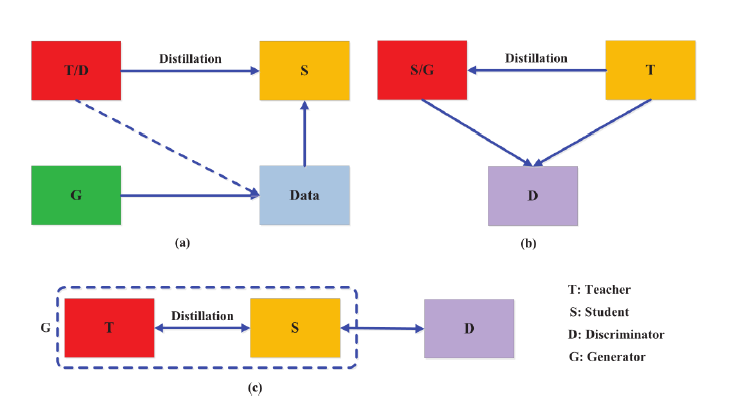 T/D
Distillation
S
G
Data
(a)
S/G
Distillation
T
D
(b)
G
T
Distillation
S
D
(c)
T: Teacher
S: Student
D: Discriminator
G: Generator